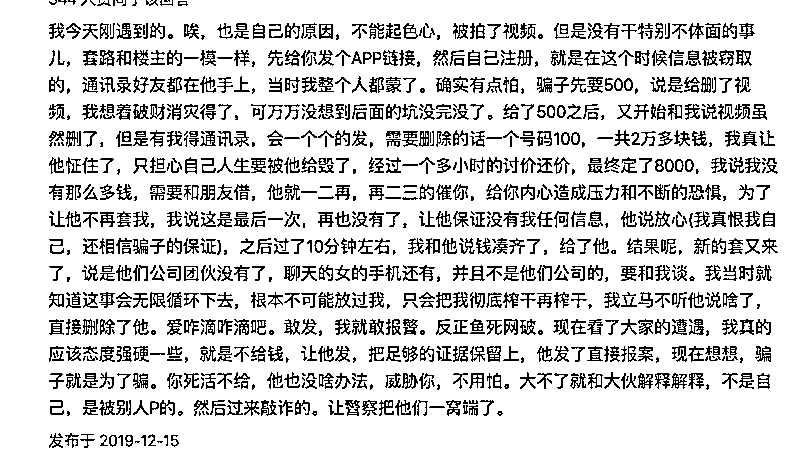 344 人赞同了该回答
我今天刚遇到的。唉，也是自己的原因，不能起色心，被拍了视频。但是没有干特别不体面的事
儿，套路和楼主的一模一样，先给你发个APP链接，然后自己注册，就是在这个时候信息被窃取
的，通讯录好友都在他手上，当时我整个人都蒙了。确实有点怕，骗子先要500，说是给删了视
频，我想着破财消灾得了，可万万没想到后面的坑没完没了。给了500之后，又开始和我说视频虽
然删了，但是有我得通讯录，会一个个的发，需要删除的话一个号码100，一共2万多块钱，我真让
他怔住了，只担心自己人生要被他给毁了，经过一个多小时的讨价还价，最终定了8000，我说我没
有那么多钱，需要和朋友借，他就一二再，再二三的催你，给你内心造成压力和不断的恐惧，为了
让他不再套我，我说这是最后一次，再也没有了，让他保证没有我任何信息，他说放心(我真恨我自
己，还相信骗子的保证)，之后过了10分钟左右，我和他说钱凑齐了，给了他。结果呢，新的套又来
了，说是他们公司团伙没有了，聊天的女的手机还有，并且不是他们公司的，要和我谈。我当时就
知道这事会无限循环下去，根本不可能放过我，只会把我彻底榨干再榨干，我立马不听他说啥了，
直接删除了他。爱咋滴咋滴吧。敢发，我就敢报警。反正鱼死网破。现在看了大家的遭遇，我真的
应该态度强硬一些，就是不给钱，让他发，把足够的证据保留上，他发了直接报案，现在想想，骗
子就是为了骗。你死活不给，他也没啥办法，威胁你，不用怕。大不了就和大伙解释解释，不是自
己，是被别人P的。然后过来敲诈的。让警察把他们一窝端了。
发布于 2019-12-15